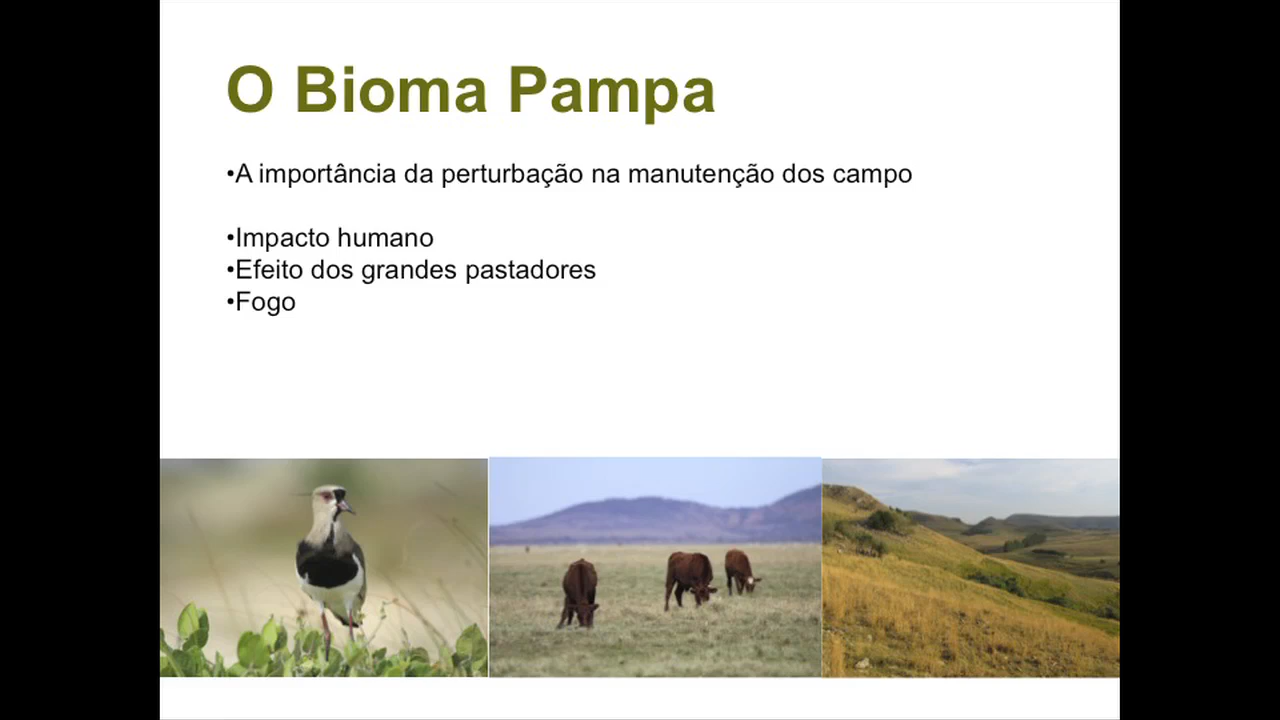 O Bioma Pampa
•A importância da perturbação na manutenção dos campo
•Impacto humano
•Efeito dos grandes pastadores
•Fogo